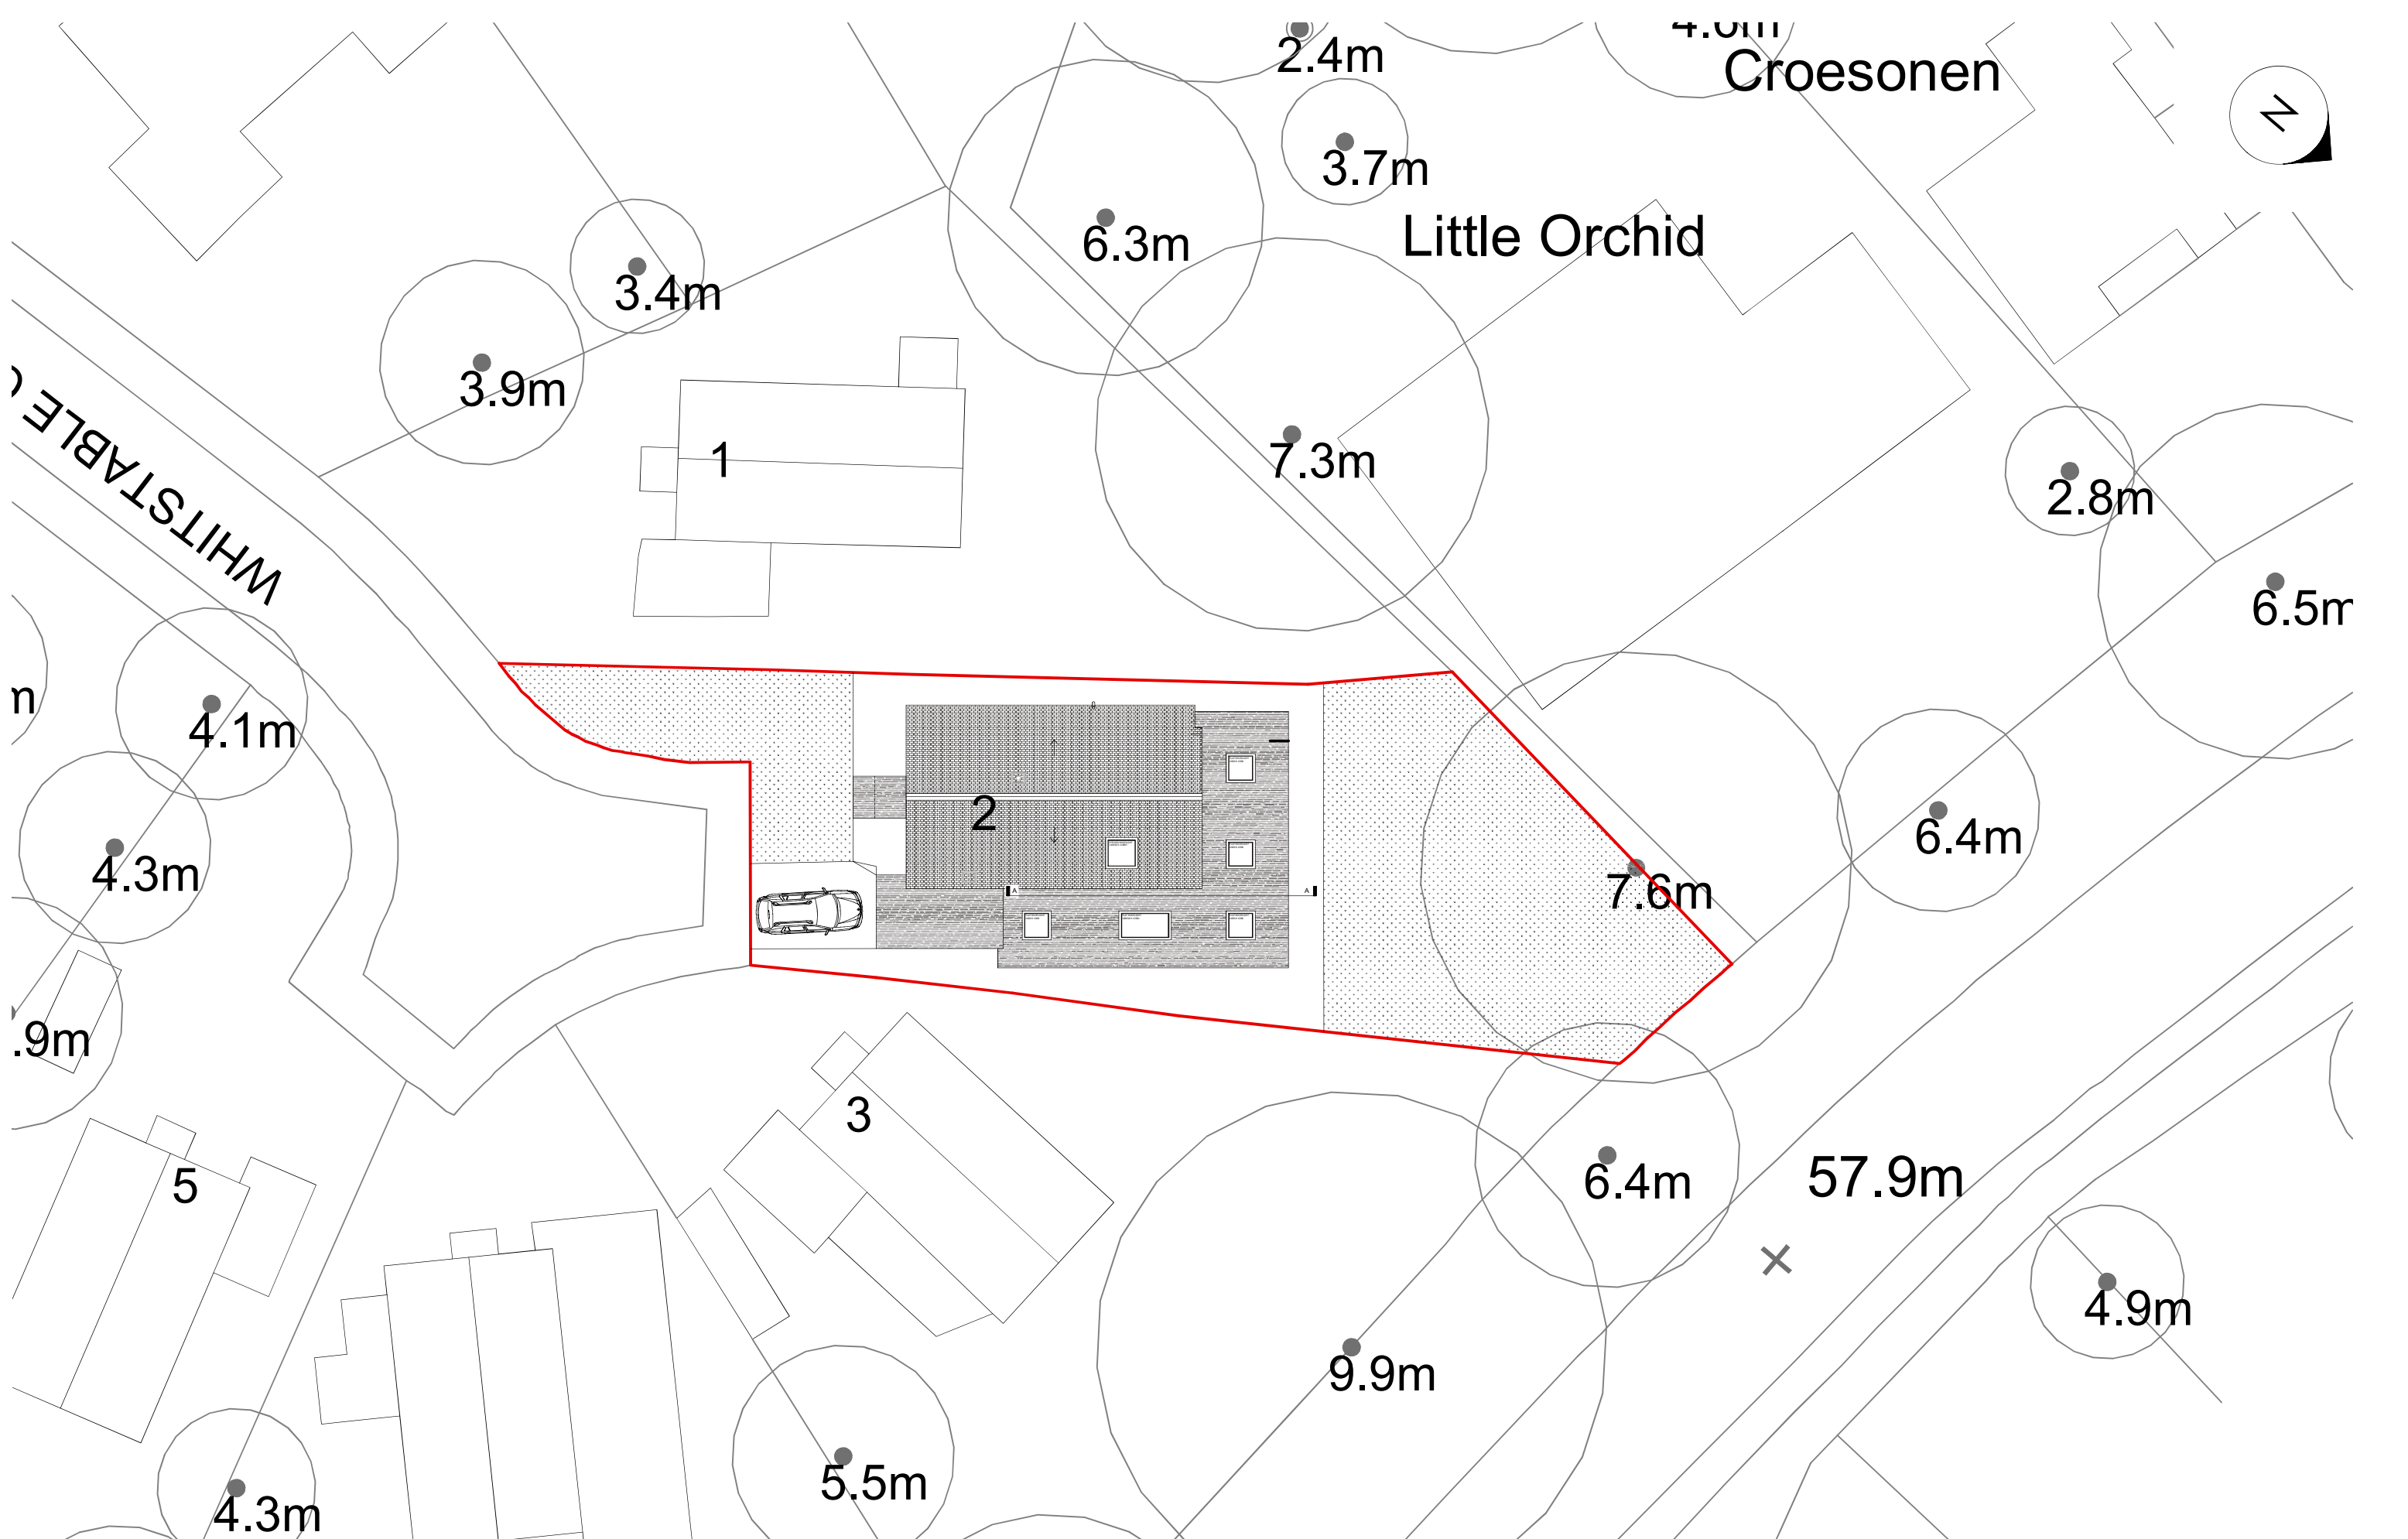 2.4m
Croesonen
N
3.7m
6.3m
Little Orchid
3.4m
3.9m
1
7.3m
2.8m
WHITSTABLE
6.5m
4.1m
m
2
6.4m
4.3m
7.6m
A
A
.9m
3
5
6.4m
57.9m
4.9m
9.9m
5.5m
4.3m